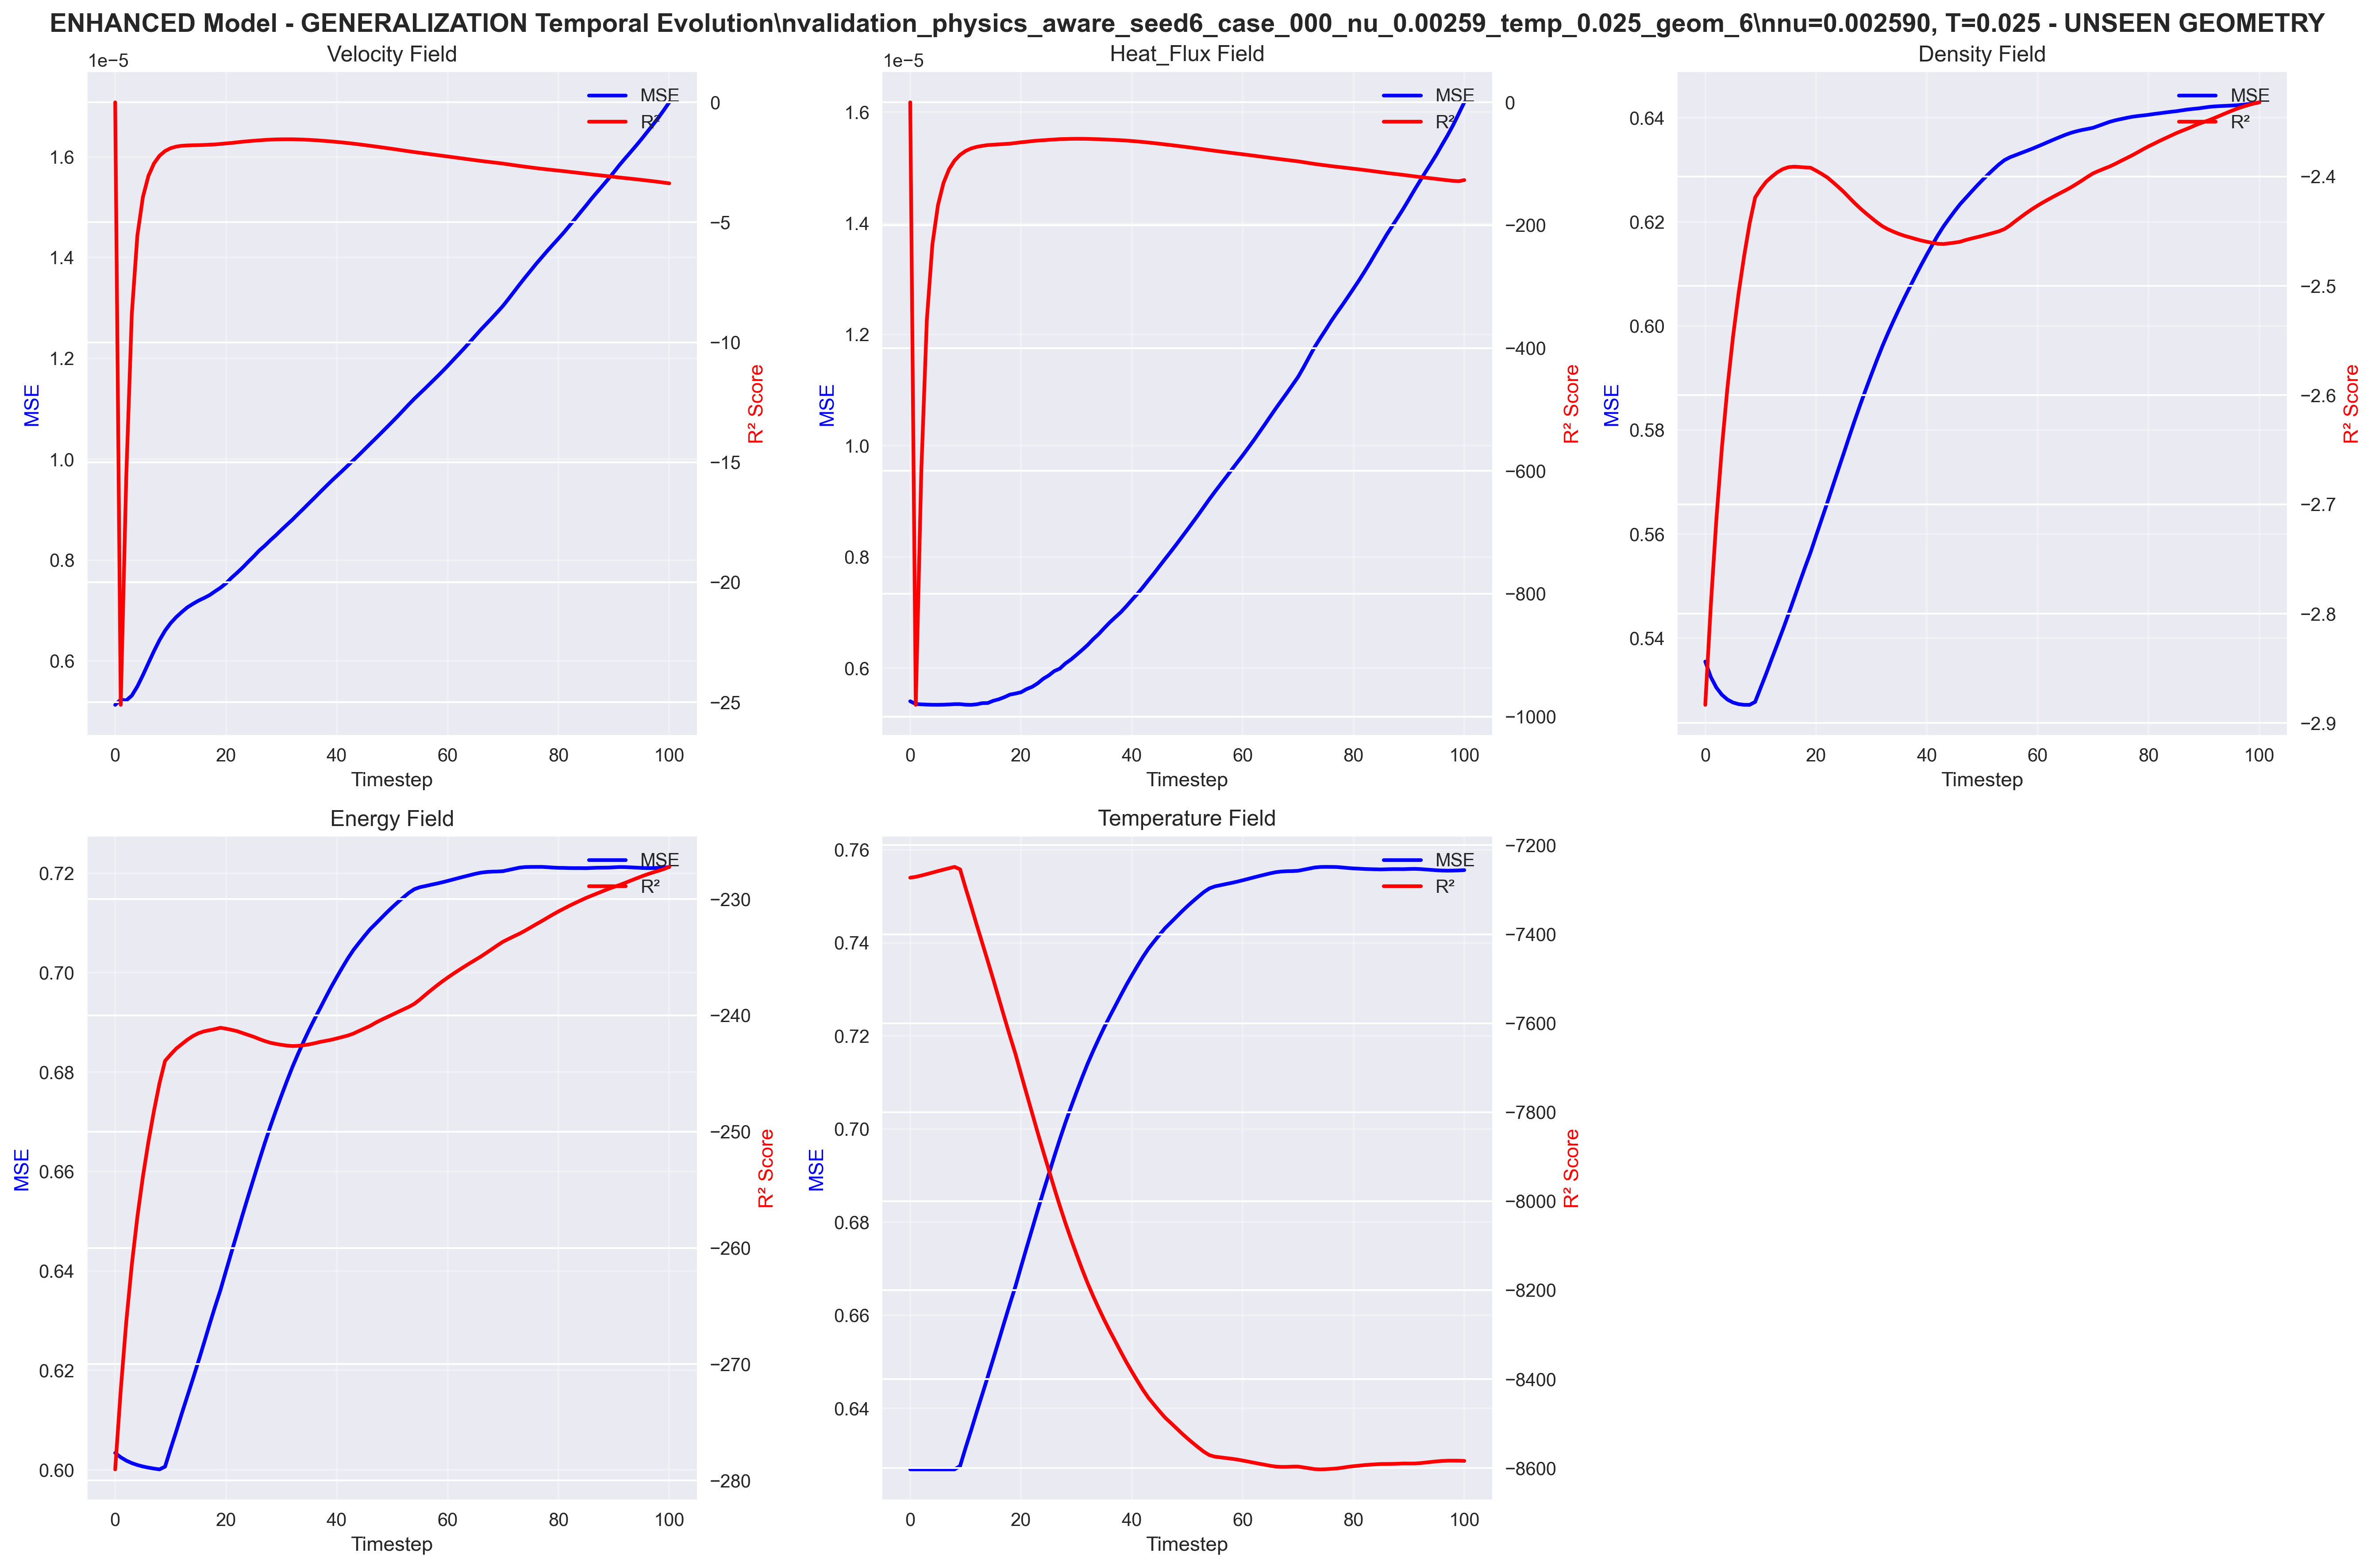 ENHANCED Model - GENERALIZATION Temporal Evolution\nvalidation_physics_aware_seed6_case_000_nu_0.00259_temp_0.025_geom_6\nnu=0.002590, T=0.025 - UNSEEN GEOMETRY
Velocity Field
1e−5
MSE
R²
1.6
1.4
1.2
1.0
0.8
0.6
0
−5
−10
−15
−20
−25
MSE
R² Score
0 20 40 60 80 100
Timestep
Heat_Flux Field
1e−5
MSE
R²
1.6
1.4
1.2
1.0
0.8
0.6
0
−200
−400
−600
−800
−1000
MSE
R² Score
0 20 40 60 80 100
Timestep
Density Field
MSE
R²
0.64
0.62
0.60
0.58
0.56
0.54
−2.4
−2.5
−2.6
−2.7
−2.8
−2.9
MSE
R² Score
0 20 40 60 80 100
Timestep
Energy Field
MSE
R²
0.72
0.70
0.68
0.66
0.64
0.62
0.60
−230
−240
−250
−260
−270
−280
MSE
R² Score
0 20 40 60 80 100
Timestep
Temperature Field
MSE
R²
0.76
0.74
0.72
0.70
0.68
0.66
0.64
−7200
−7400
−7600
−7800
−8000
−8200
−8400
−8600
MSE
R² Score
0 20 40 60 80 100
Timestep